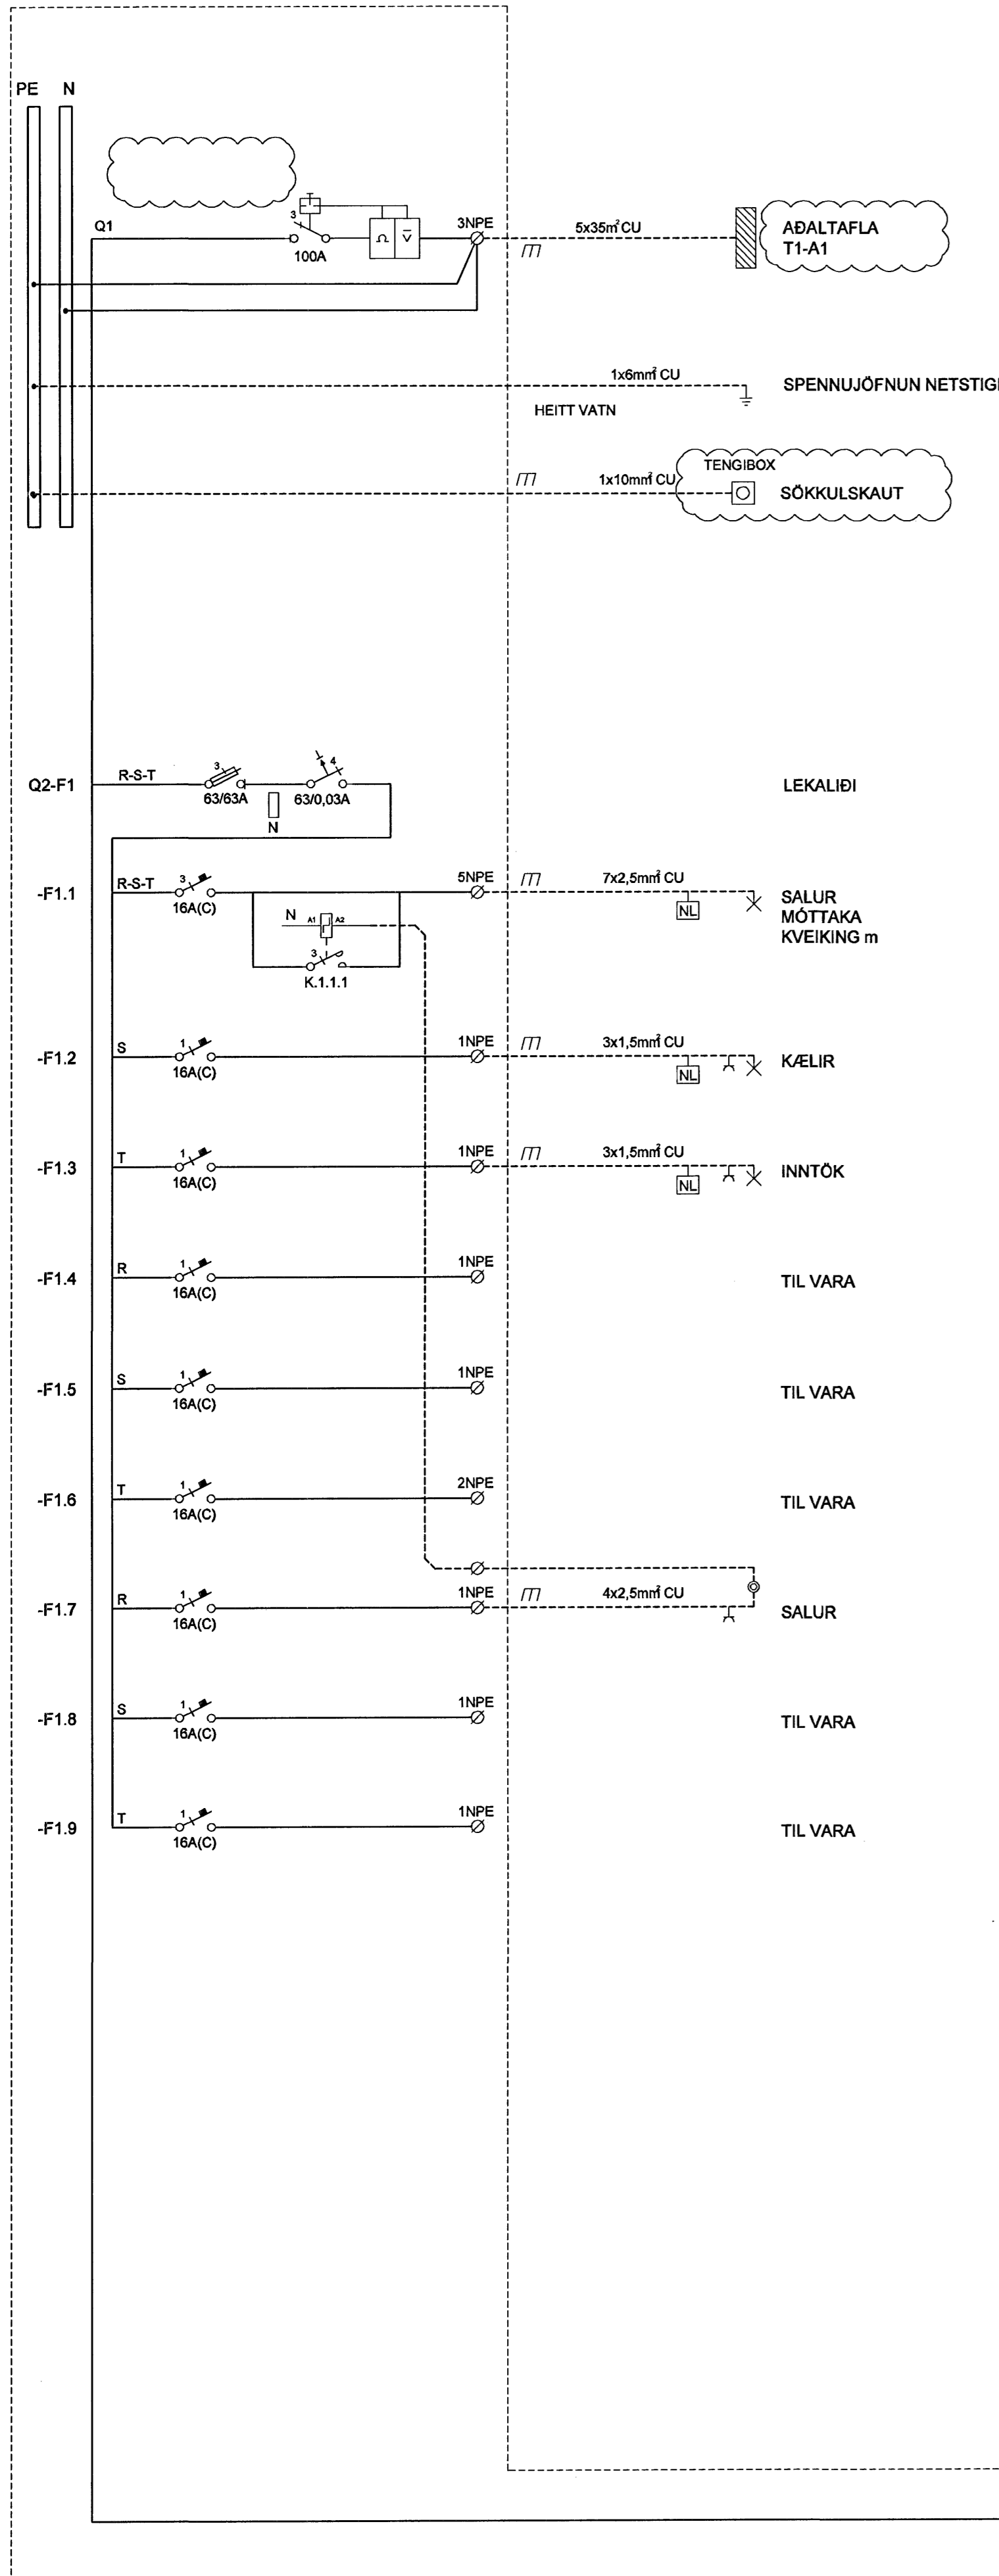 PE N
Q1
3
100A
Ω
V
3NPE
5x35m² CU
AÐALTAFLA
T1-A1
1x6mm² CU
SPENNUJÖFNUN
HEITT VATN
TENGIBOX
1x10mm² CU
SÖKKULSKAUT
Q2-F1
R-S-T
3
63/63A
N
4
63/0,03A
LEKALIÐI
-F1.1
R-S-T
3
16A(C)
5NPE
7x2,5mm² CU
NL
SALUR
MÓTTAKA
KVEIKING m
N
A1
A2
3
K.1.1.1
-F1.2
S
1
16A(C)
1NPE
3x1,5mm² CU
NL
KÆLIR
-F1.3
T
1
16A(C)
1NPE
3x1,5mm² CU
NL
INNTÖK
-F1.4
R
1
16A(C)
1NPE
TIL VARA
-F1.5
S
1
16A(C)
1NPE
TIL VARA
-F1.6
T
1
16A(C)
2NPE
TIL VARA
-F1.7
R
1
16A(C)
1NPE
4x2,5mm² CU
SALUR
-F1.8
S
1
16A(C)
1NPE
TIL VARA
-F1.9
T
1
16A(C)
1NPE
TIL VARA